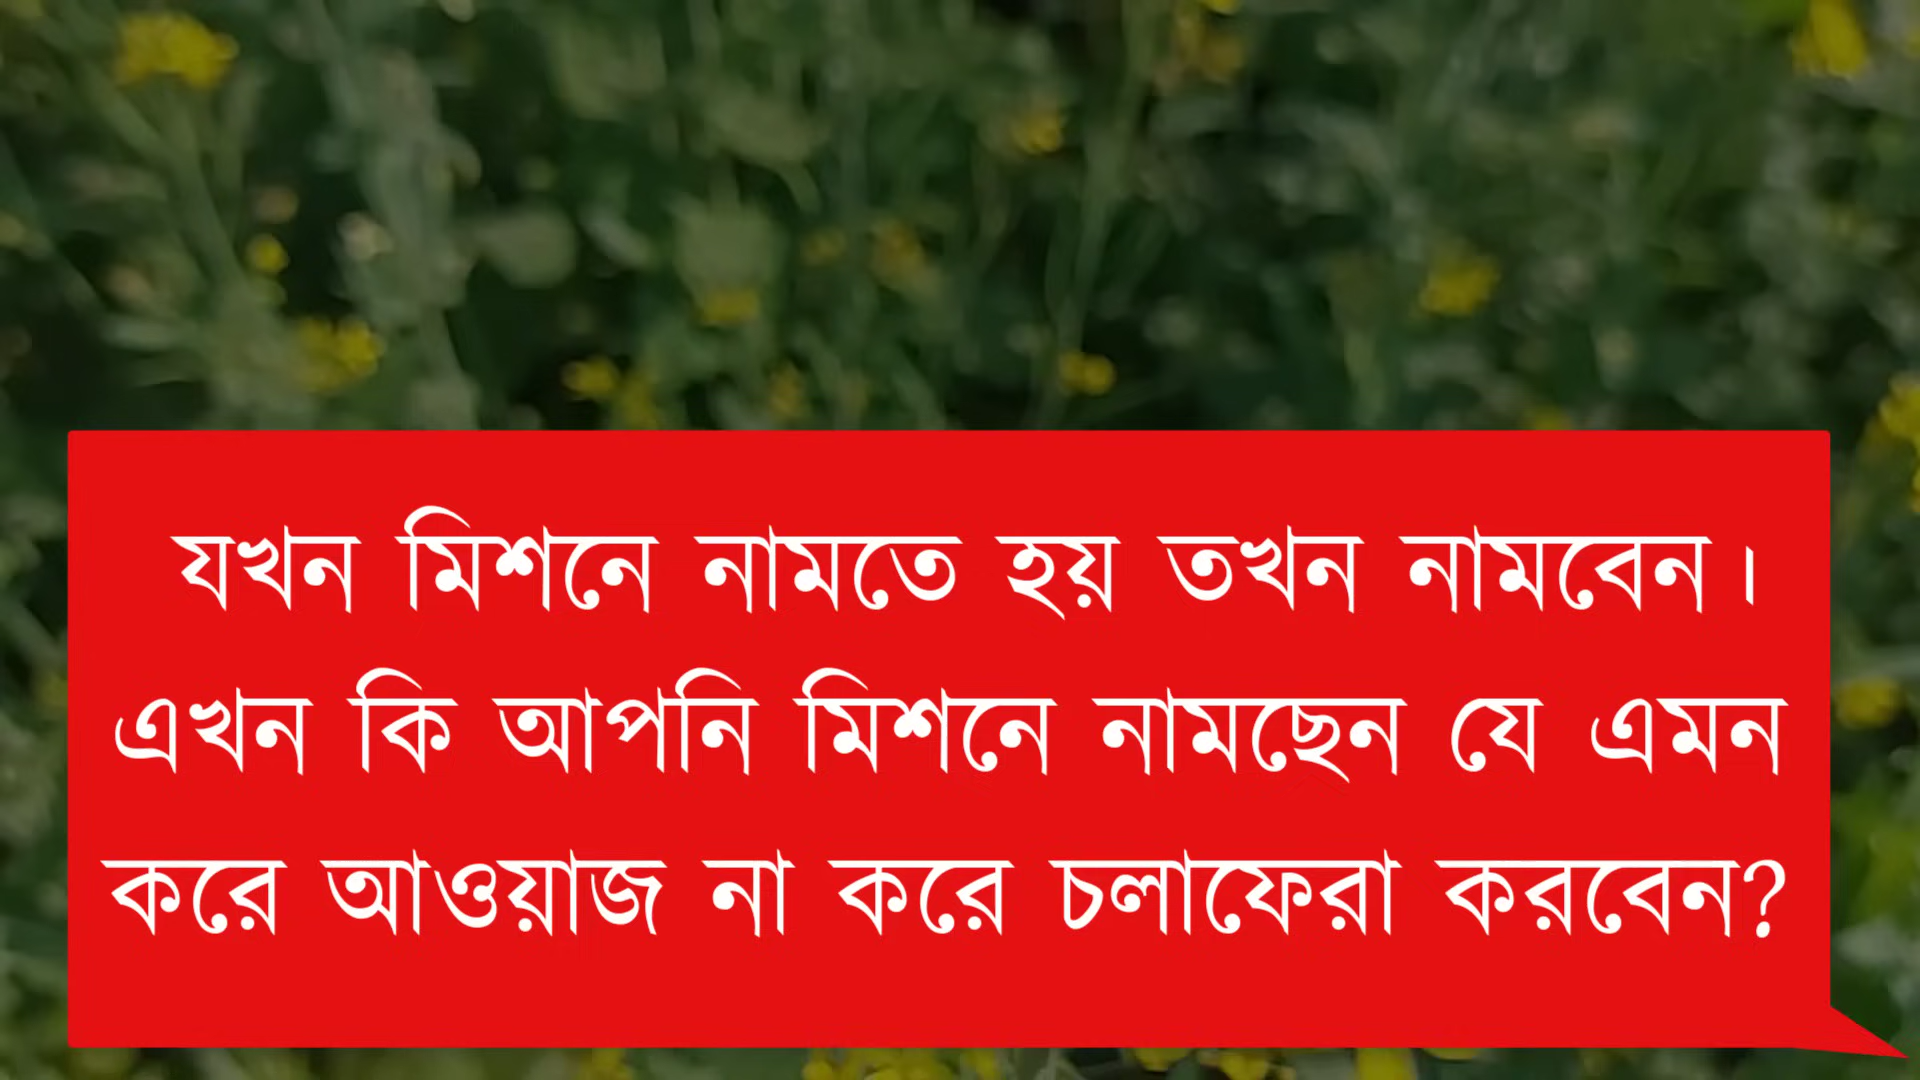 যখন মিশনে নামতে হয় তখন নামবেন।
এখন কি আপনি মিশনে নামছেন যে এমন
করে আওয়াজ না করে চলাফেরা করবেন?